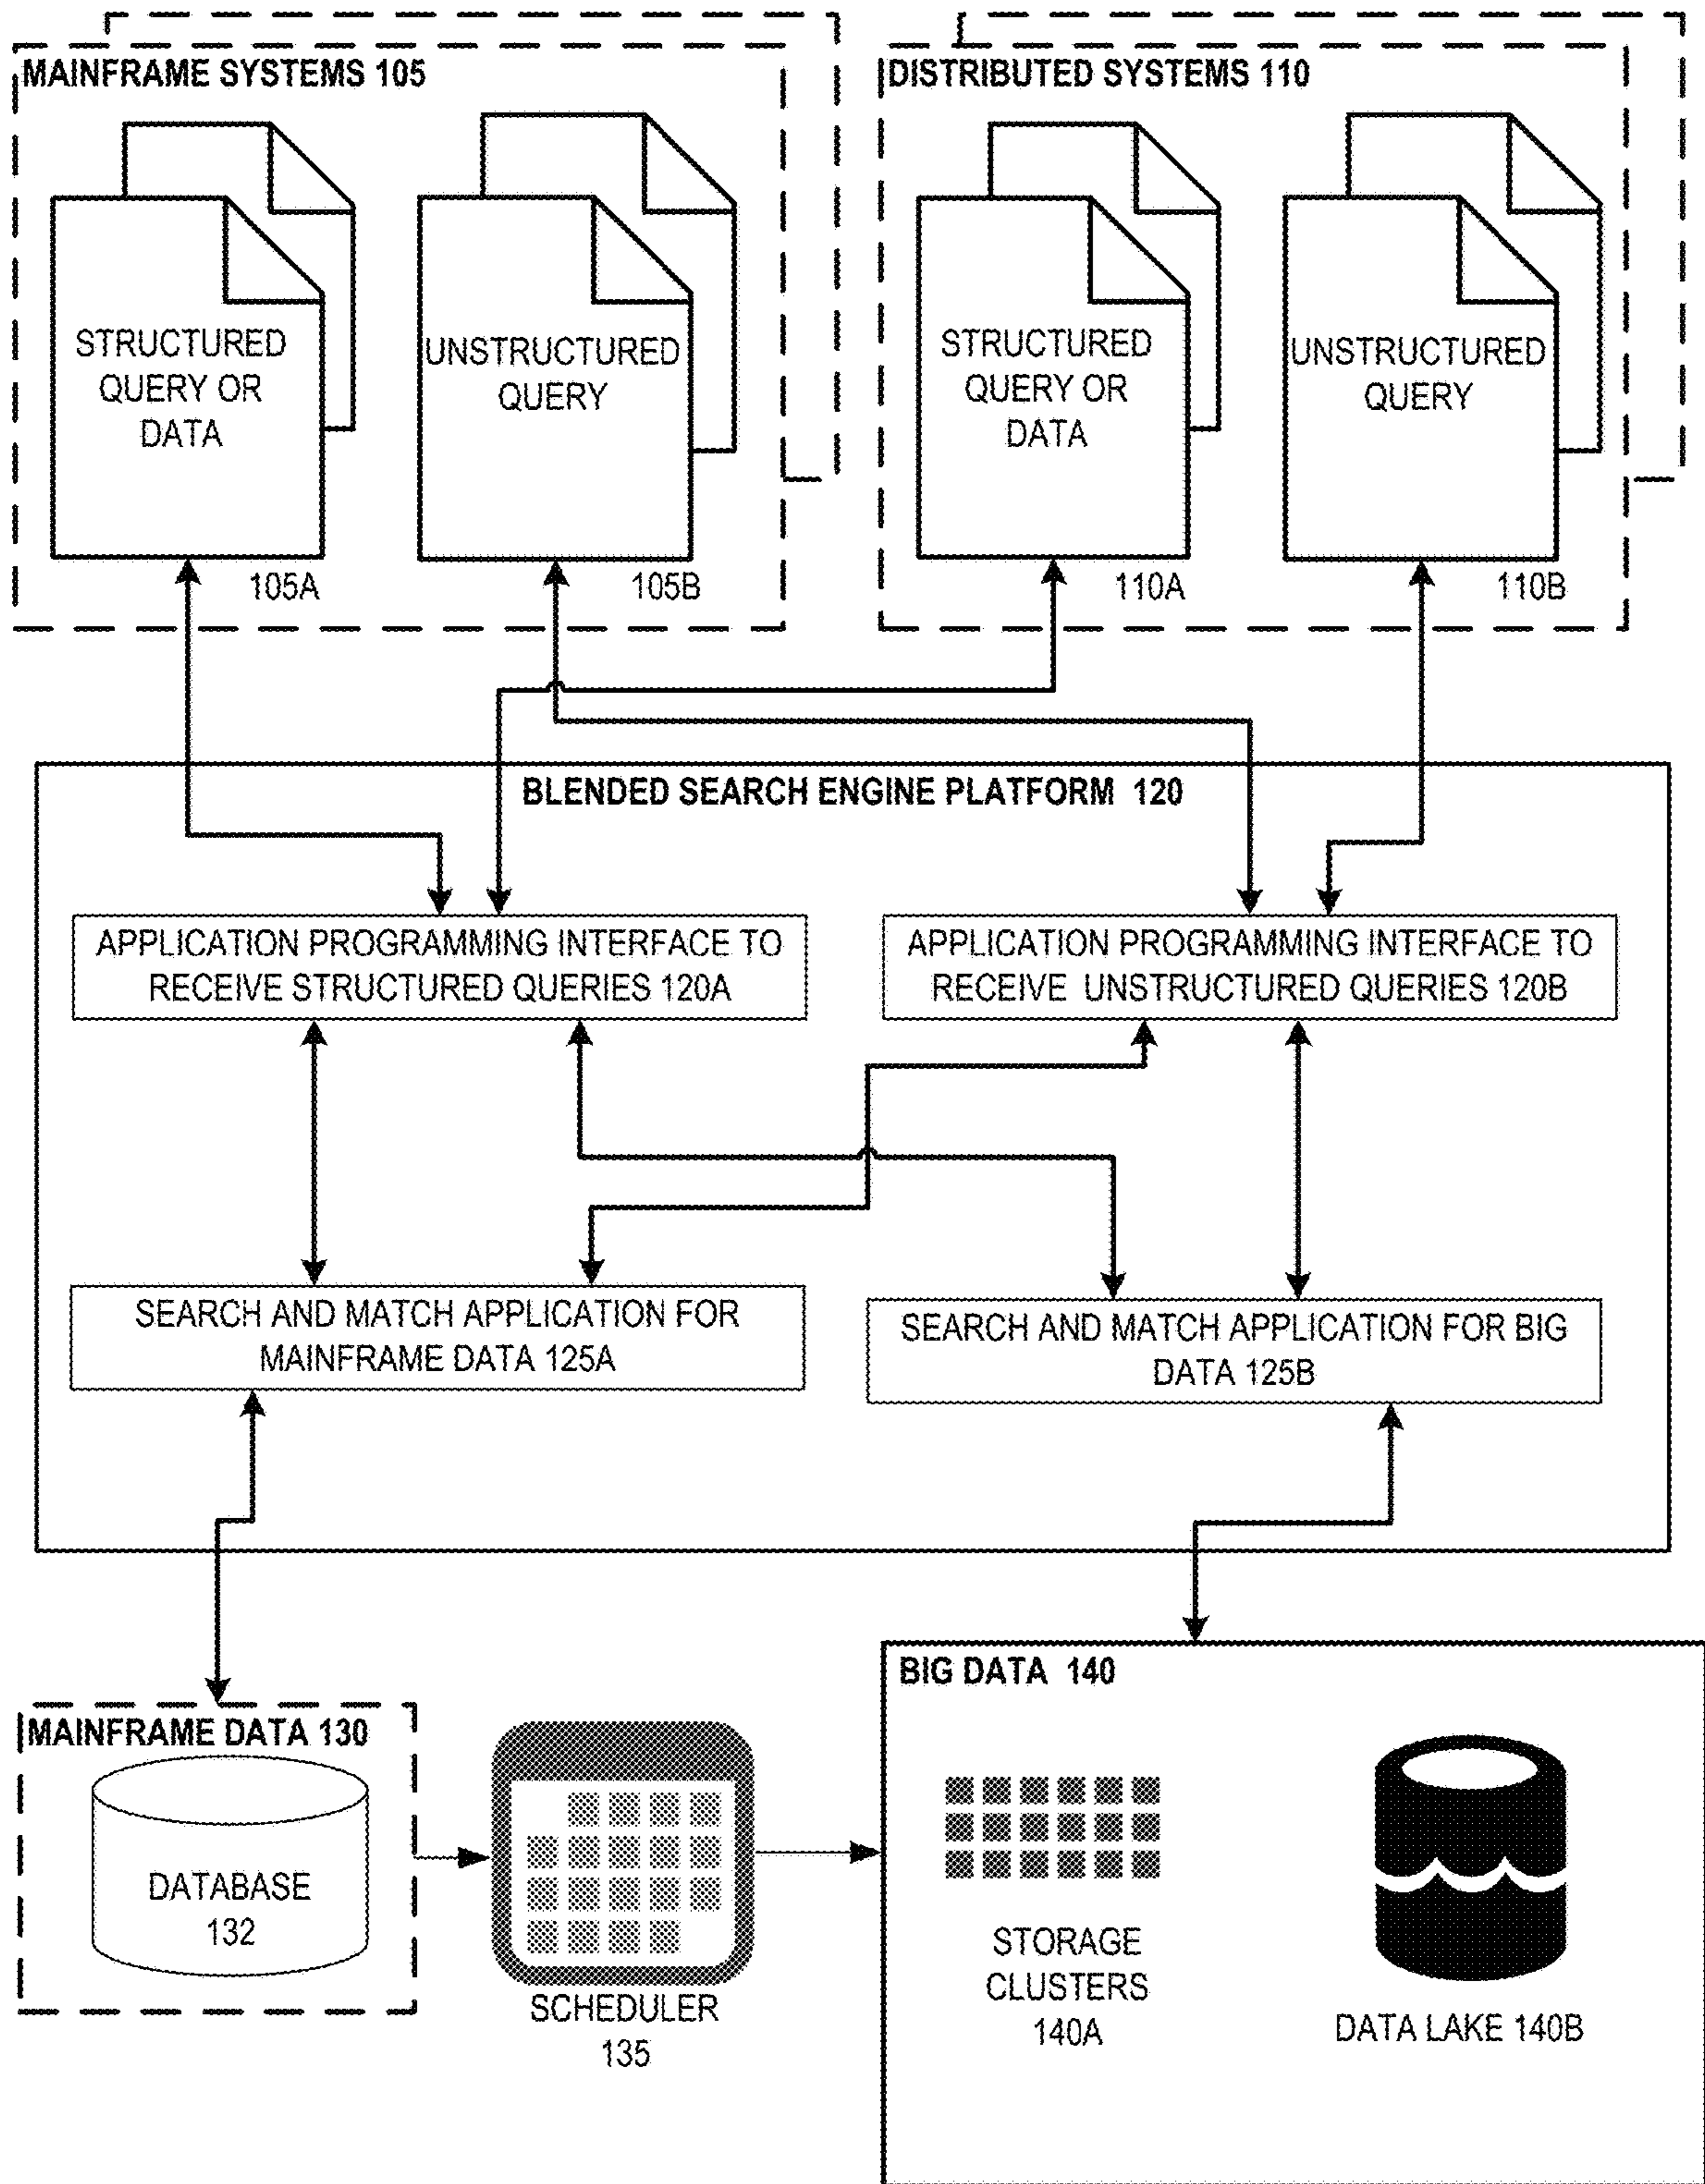 MAINFRAME SYSTEMS 105
STRUCTURED
QUERY OR
DATA
105A
UNSTRUCTURED
QUERY
105B
DISTRIBUTED SYSTEMS 110
STRUCTURED
QUERY OR
DATA
110A
UNSTRUCTURED
QUERY
110B
BLENDED SEARCH ENGINE PLATFORM 120
APPLICATION PROGRAMMING INTERFACE TO
RECEIVE STRUCTURED QUERIES 120A
APPLICATION PROGRAMMING INTERFACE TO
RECEIVE UNSTRUCTURED QUERIES 120B
SEARCH AND MATCH APPLICATION FOR
MAINFRAME DATA 125A
SEARCH AND MATCH APPLICATION FOR BIG
DATA 125B
MAINFRAME DATA 130
DATABASE
132
SCHEDULER
135
BIG DATA 140
STORAGE
CLUSTERS
140A
DATA LAKE 140B